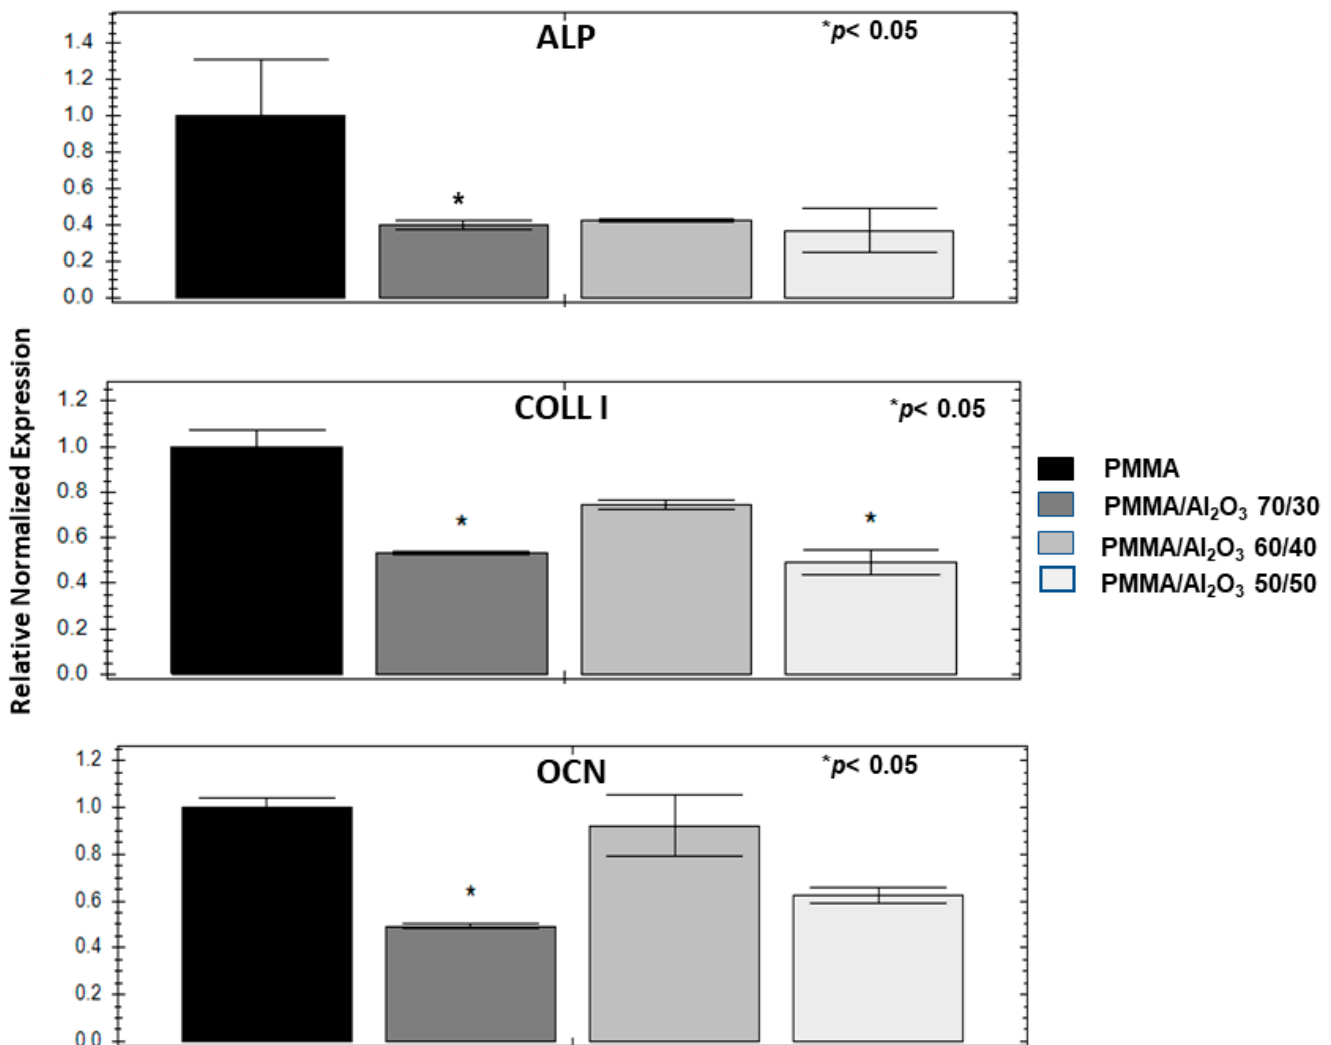 Relative Normalized Expression
ALP
*p< 0.05
1.4
1.2
1.0
0.8
0.6
0.4
0.2
0.0
*
COLL I
*p< 0.05
1.2
1.0
0.8
0.6
0.4
0.2
0.0
*
*
OCN
*p< 0.05
1.2
1.0
0.8
0.6
0.4
0.2
0.0
*
PMMA
PMMA/Al₂O₃ 70/30
PMMA/Al₂O₃ 60/40
PMMA/Al₂O₃ 50/50